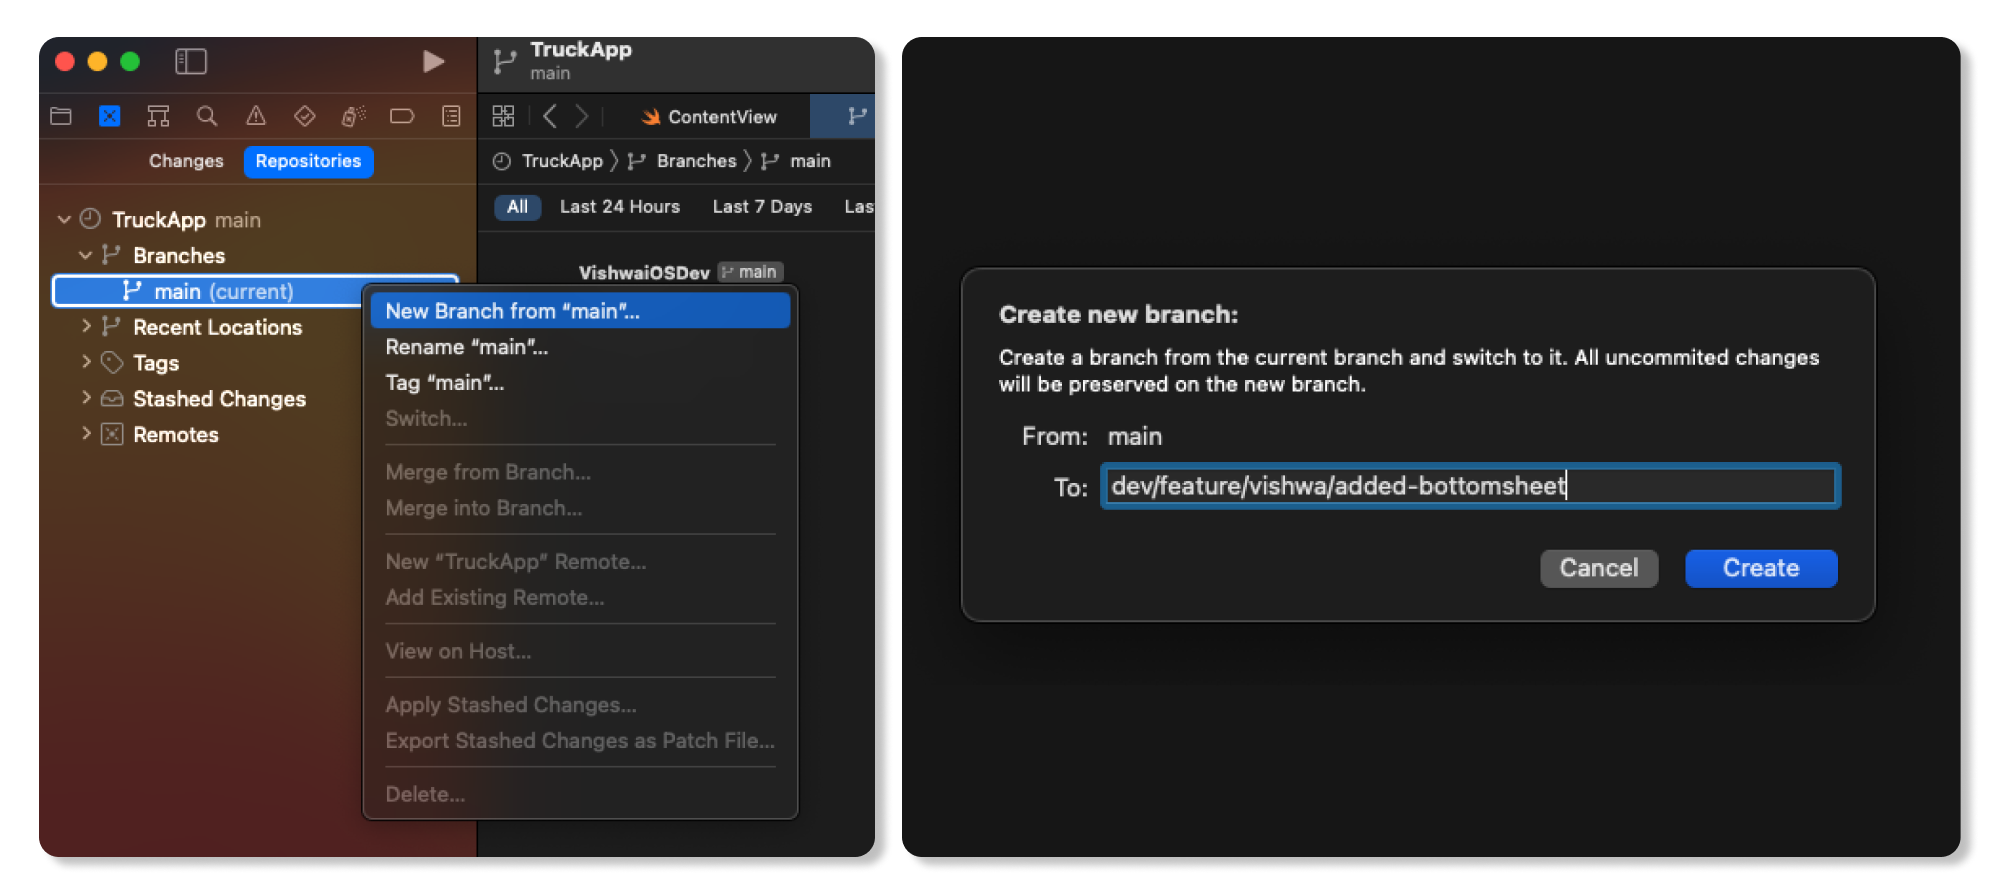 TruckApp
main
ContentView
Changes
Repositories
TruckApp
Branches
main
All
Last 24 Hours
Last 7 Days
Las
TruckApp main
Branches
main (current)
Recent Locations
Tags
Stashed Changes
Remotes
VishwaiOSDev
main
New Branch from “main”...
Rename “main”...
Tag “main”...
Switch...
Merge from Branch...
Merge into Branch...
New “TruckApp” Remote...
Add Existing Remote...
View on Host...
Apply Stashed Changes...
Export Stashed Changes as Patch File...
Delete...
Create new branch:
Create a branch from the current branch and switch to it. All uncommited changes
will be preserved on the new branch.
From: main
To: dev/feature/vishwa/added-bottomsheet
Cancel
Create